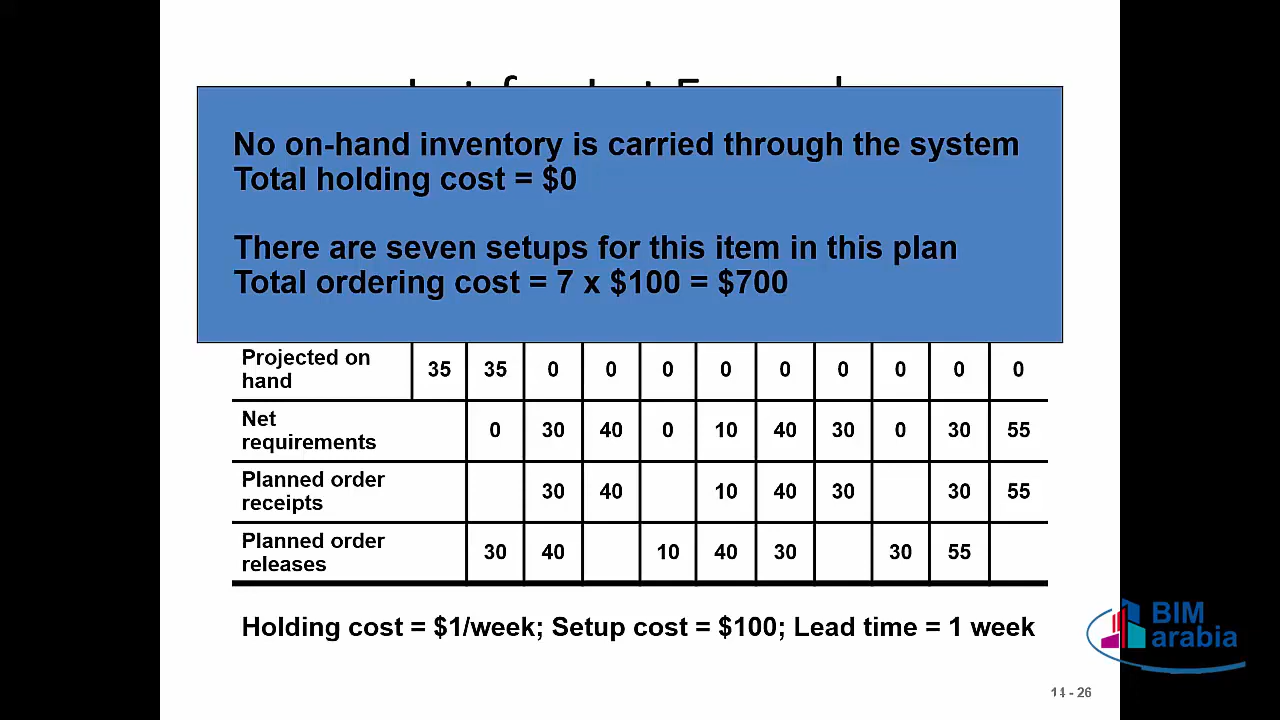 No on-hand inventory is carried through the system
Total holding cost = $0
There are seven setups for this item in this plan
Total ordering cost = 7 x $100 = $700
Projected on hand 35 35 0 0 0 0 0 0 0 0 0
Net requirements 0 30 40 0 10 40 30 0 30 55
Planned order receipts 30 40 10 40 30 30 55
Planned order releases 30 40 10 40 30 30 55
Holding cost = $1/week; Setup cost = $100; Lead time = 1 week
BIM
arabia